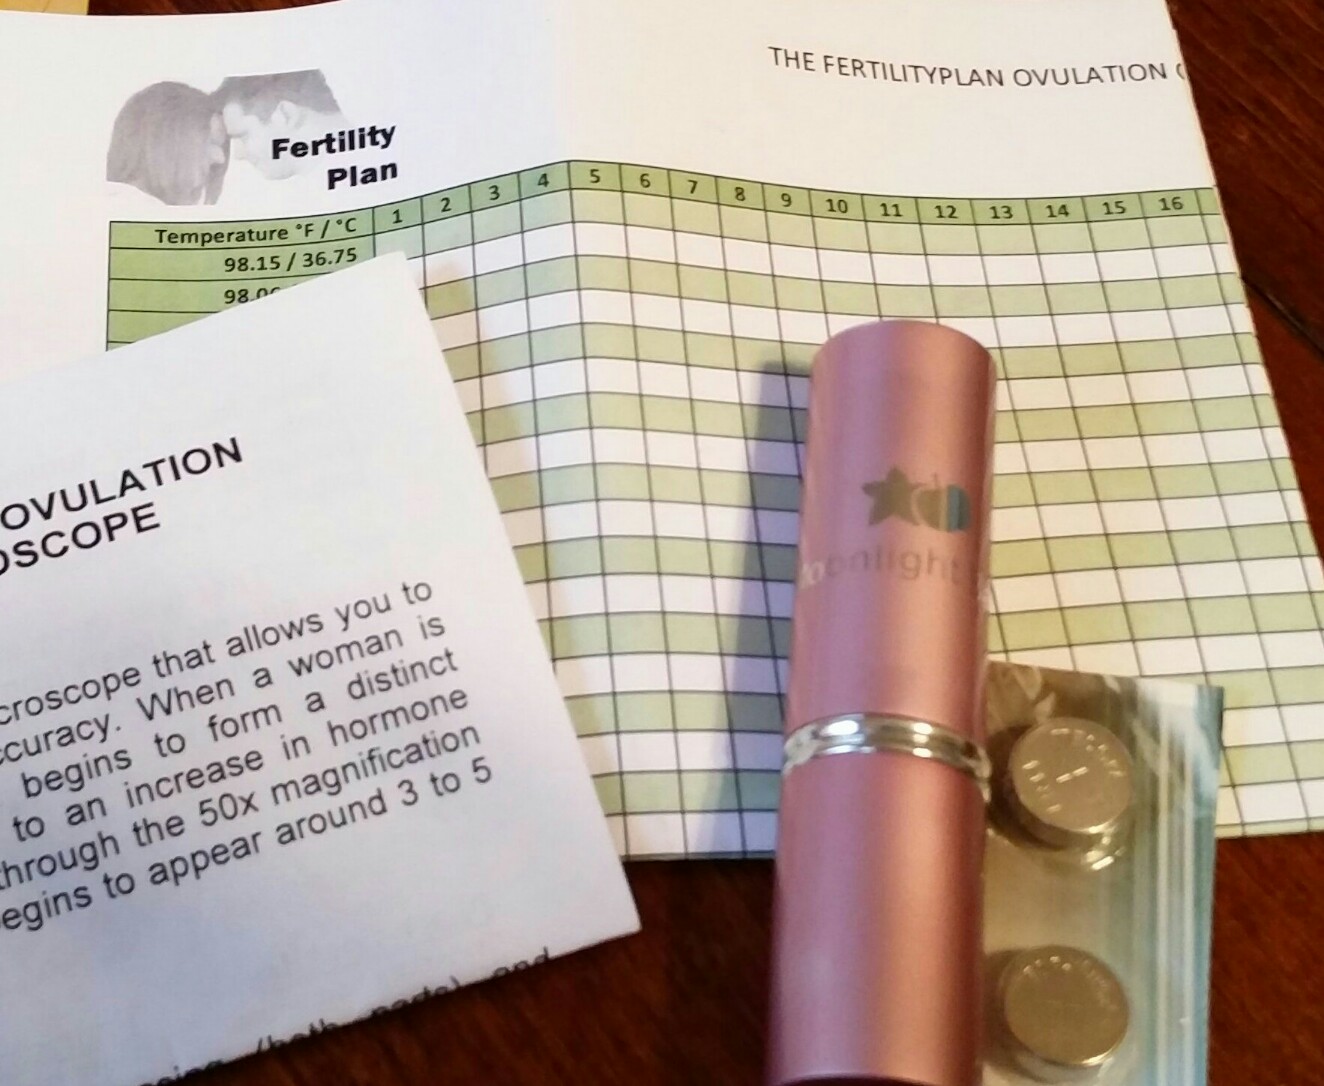 THE FERTILITYPLAN OVULATION
Fertility
Plan
Temperature °F / °C 1 2 3 4 5 6 7 8 9 10 11 12 13 14 15 16
98.15 / 36.75
OVULATION
OSCOPE
croscope that allows you to
ccuracy. When a woman is
begins to form a distinct
to an increase in hormone
through the 50x magnification
egins to appear around 3 to 5
and
oonlight